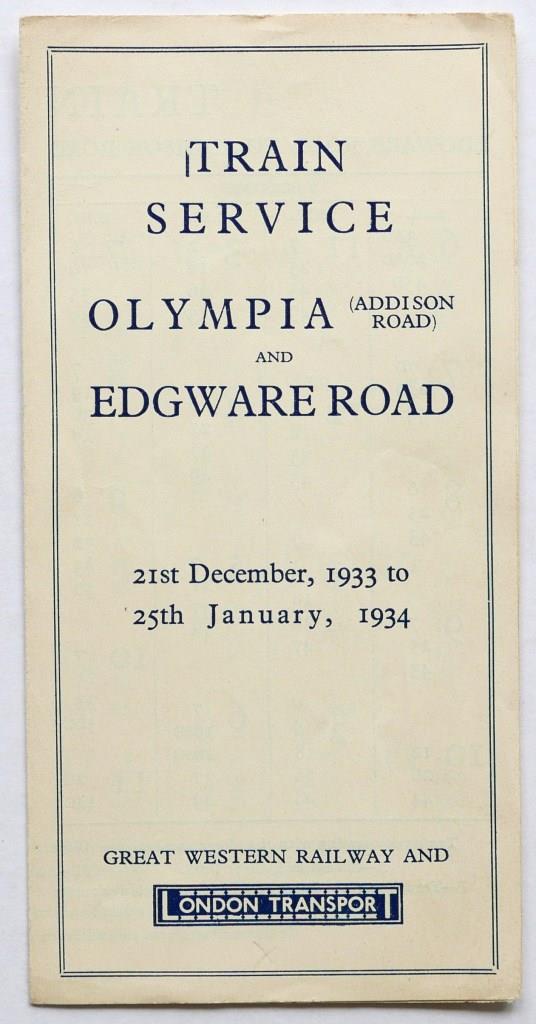 TRAIN
SERVICE
OLYMPIA (ADDISON ROAD)
AND
EDGWARE ROAD
21st December, 1933 to
25th January, 1934
GREAT WESTERN RAILWAY AND
LONDON TRANSPORT